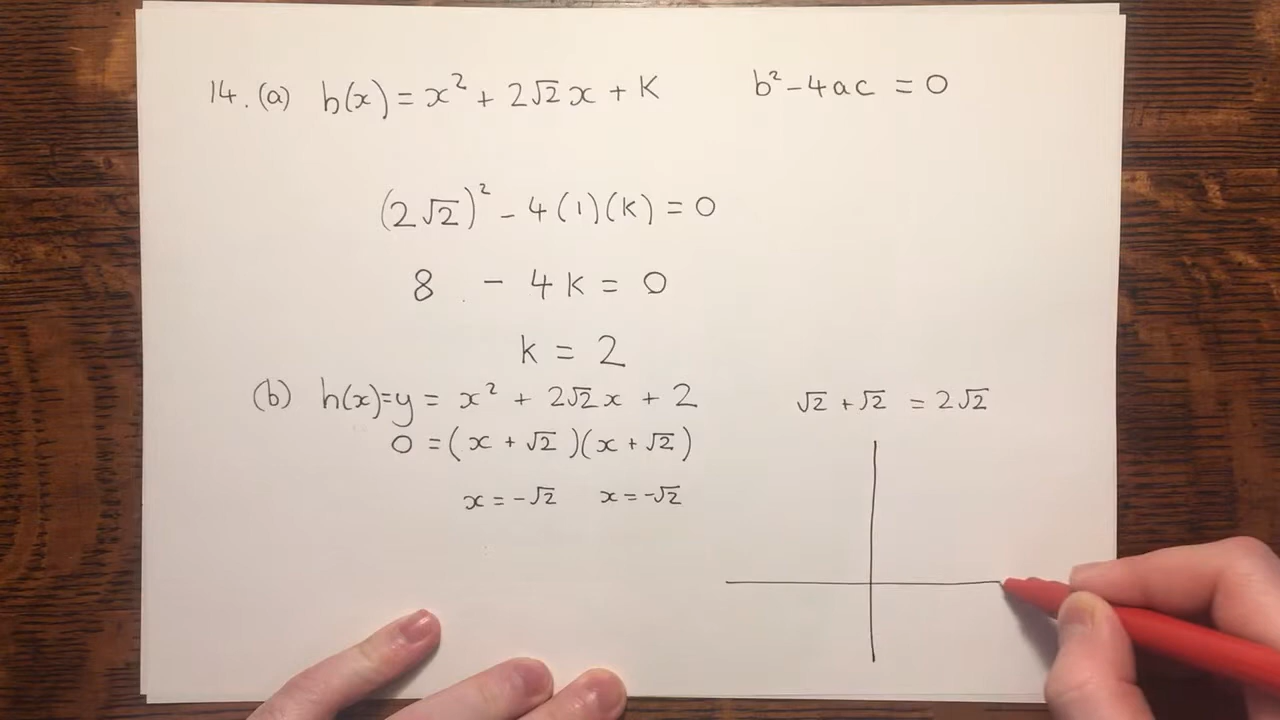 14. (a) h(x) = x² + 2√2 x + K    b² - 4ac = 0
(2√2)² - 4(1)(K) = 0
8 - 4K = 0
k = 2
(b) h(x)=y = x² + 2√2x + 2    √2 + √2 = 2√2
0 = (x + √2)(x + √2)
x = -√2    x = -√2